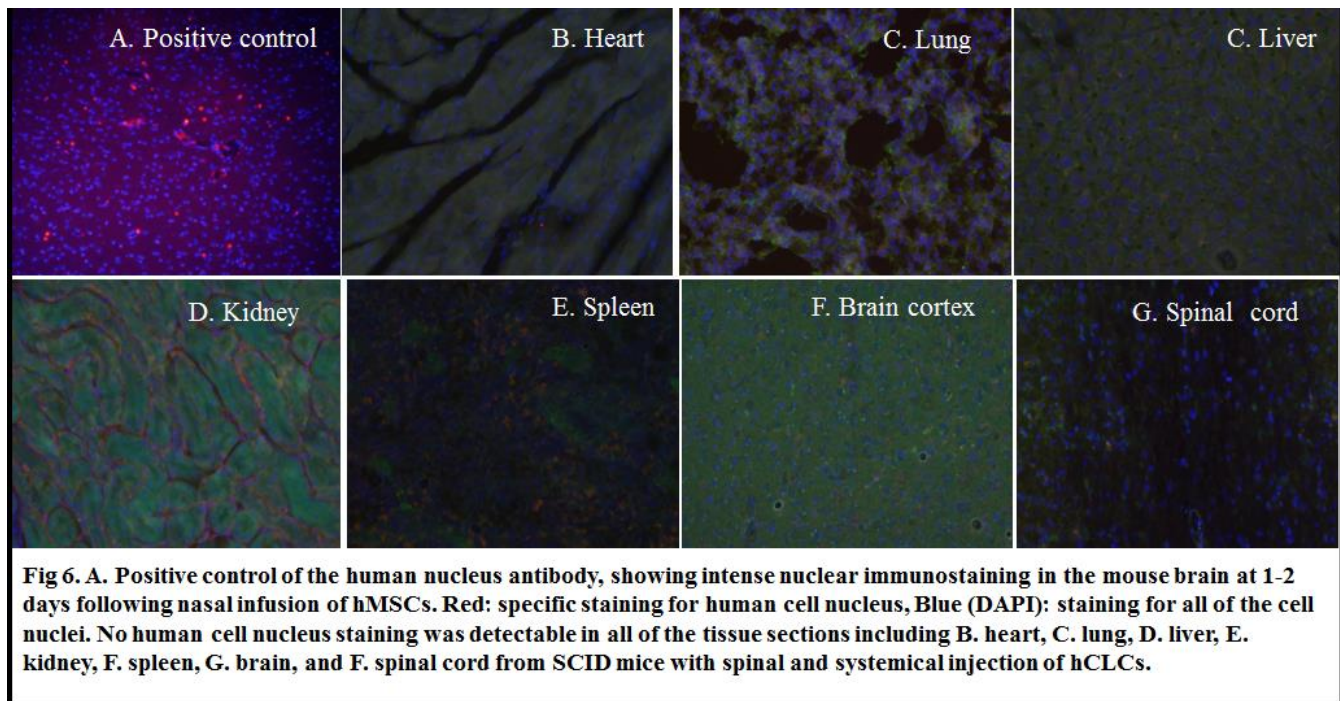 A. Positive control
B. Heart
C. Lung
C. Liver
D. Kidney
E. Spleen
F. Brain cortex
G. Spinal cord
Fig 6. A. Positive control of the human nucleus antibody, showing intense nuclear immunostaining in the mouse brain at 1-2
days following nasal infusion of hMSCs. Red: specific staining for human cell nucleus, Blue (DAPI): staining for all of the cell
nuclei. No human cell nucleus staining was detectable in all of the tissue sections including B. heart, C. lung, D. liver, E.
kidney, F. spleen, G. brain, and F. spinal cord from SCID mice with spinal and systemical injection of hCLCs.